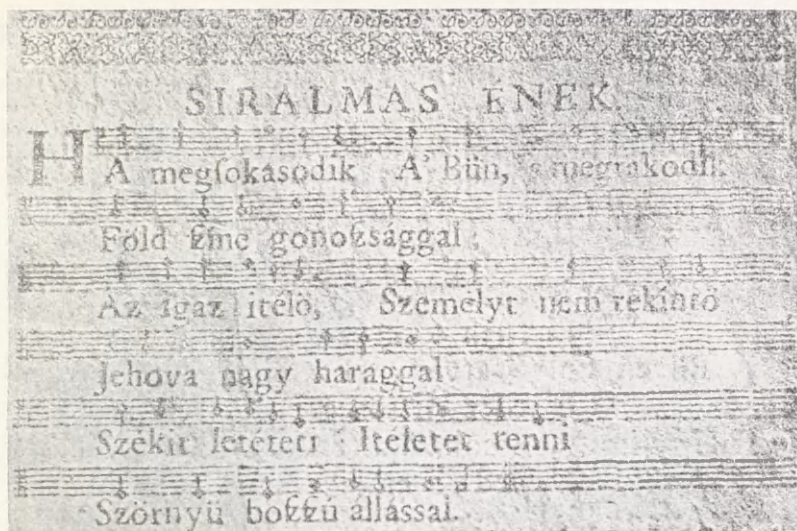 SIRALMAS ÉNEK.
HA megſokasodik A' Bün, 's megrakodik
Föld ſzíne gonoſzsággal;
Az igaz itélö, Személyt nem tekíntö
Jehova nagy haraggal
Székit letéteti Itéletet tenni
Szörnyü boſzſzú állással.